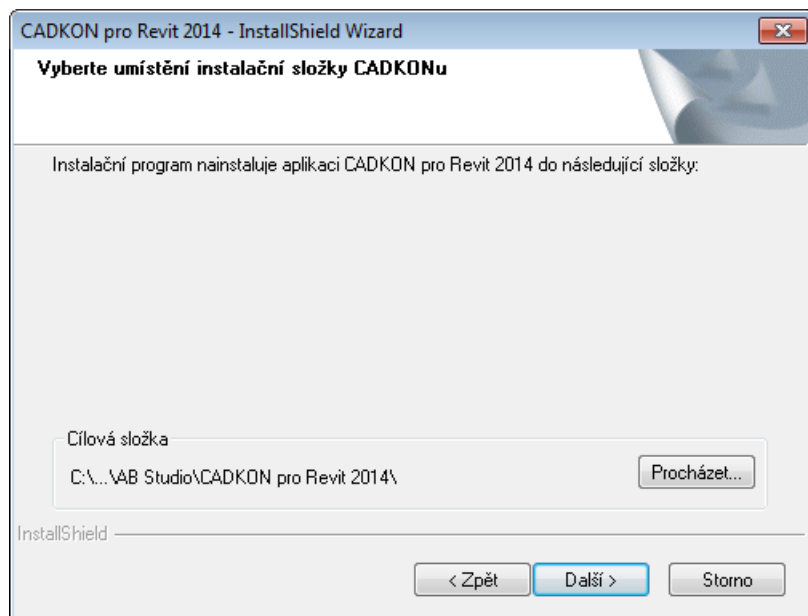 CADKON pro Revit 2014 - InstallShield Wizard
Vyberte umístění instalační složky CADKONu
Instalační program nainstaluje aplikaci CADKON pro Revit 2014 do následující složky:
Cílová složka
C:\...\AB Studio\CADKON pro Revit 2014\
Procházet...
InstallShield
< Zpět
Další >
Storno